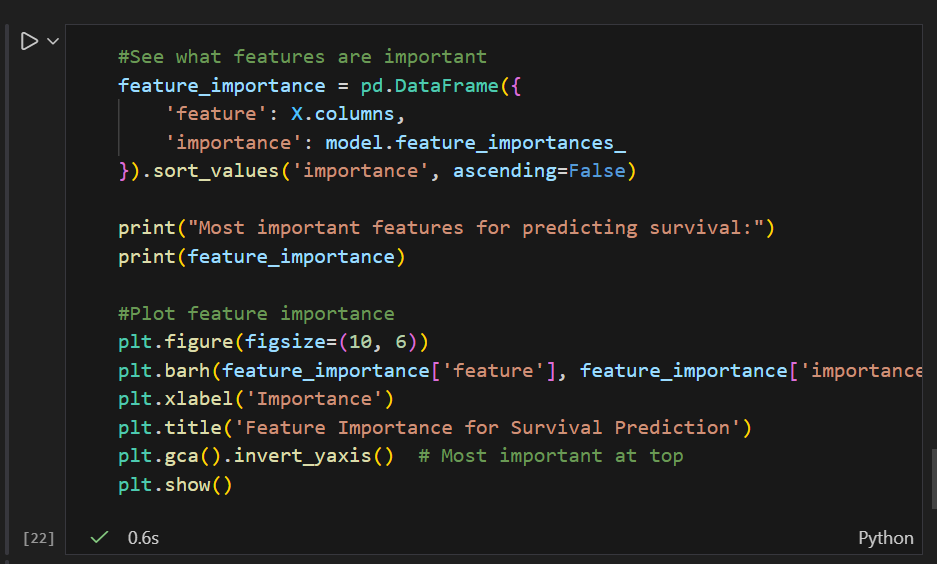 #See what features are important
feature_importance = pd.DataFrame({
    'feature': X.columns,
    'importance': model.feature_importances_
}).sort_values('importance', ascending=False)

print("Most important features for predicting survival:")
print(feature_importance)

#Plot feature importance
plt.figure(figsize=(10, 6))
plt.barh(feature_importance['feature'], feature_importance['importance
plt.xlabel('Importance')
plt.title('Feature Importance for Survival Prediction')
plt.gca().invert_yaxis()  # Most important at top
plt.show()
[22] 0.6s Python